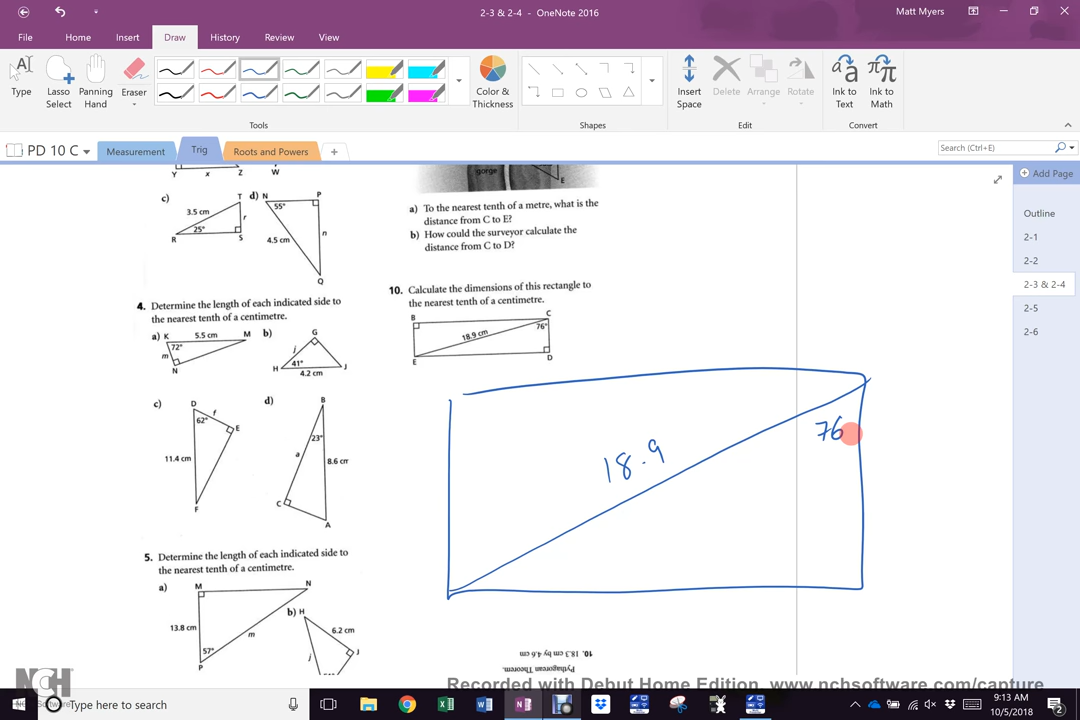 2-3 & 2-4 - OneNote 2016
Matt Myers
File Home Insert Draw History Review View
Type
Lasso Select
Panning Hand
Eraser
Color & Thickness
Insert Space
Delete
Arrange
Rotate
Ink to Text
Ink to Math
Tools
Shapes
Edit
Convert
PD 10 C
Measurement
Trig
Roots and Powers
Search (Ctrl+E)
Add Page
Outline
2-1
2-2
2-3 & 2-4
2-5
2-6
Y x Z W
gorge
E
c)
T
3.5 cm
r
25°
R
S
d)
N
P
55°
4.5 cm
n
Q
a) To the nearest tenth of a metre, what is the
distance from C to E?
b) How could the surveyor calculate the
distance from C to D?
4. Determine the length of each indicated side to
the nearest tenth of a centimetre.
a) K 5.5 cm M
72°
m
N
b) G
j
41°
H
4.2 cm
J
c)
D
f
62°
E
11.4 cm
F
d)
B
23°
a
8.6 cm
C
A
10. Calculate the dimensions of this rectangle to
the nearest tenth of a centimetre.
B
C
76°
18.9 cm
E
D
18.9
76
5. Determine the length of each indicated side to
the nearest tenth of a centimetre.
a) M N
13.8 cm
57°
m
P
b) H
6.2 cm
J
j
10. 18.3 cm by 4.6 cm
Pythagorean Theorem.
NCH
Software
Recorded with Debut Home Edition. www.nchsoftware.com/capture
Type here to search
9:13 AM
10/5/2018
2